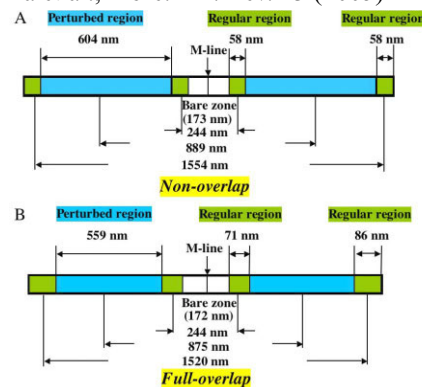 A
Perturbed region Regular region Regular region
604 nm 58 nm 58 nm
M-line
Bare zone
(173 nm)
244 nm
889 nm
1554 nm
Non-overlap
B
Perturbed region Regular region Regular region
559 nm 71 nm 86 nm
M-line
Bare zone
(172 nm)
244 nm
875 nm
1520 nm
Full-overlap